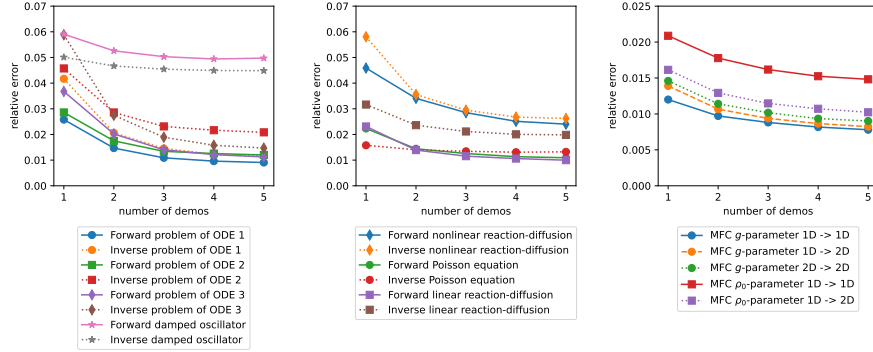 0.07
0.06
0.05
0.04
0.03
0.02
0.01
0.00
relative error
1 2 3 4 5
number of demos
Forward problem of ODE 1
Inverse problem of ODE 1
Forward problem of ODE 2
Inverse problem of ODE 2
Forward problem of ODE 3
Inverse problem of ODE 3
Forward damped oscillator
Inverse damped oscillator
0.07
0.06
0.05
0.04
0.03
0.02
0.01
0.00
relative error
1 2 3 4 5
number of demos
Forward nonlinear reaction-diffusion
Inverse nonlinear reaction-diffusion
Forward Poisson equation
Inverse Poisson equation
Forward linear reaction-diffusion
Inverse linear reaction-diffusion
0.025
0.020
0.015
0.010
0.005
0.000
relative error
1 2 3 4 5
number of demos
MFC g-parameter 1D -> 1D
MFC g-parameter 1D -> 2D
MFC g-parameter 2D -> 2D
MFC ρ₀-parameter 1D -> 1D
MFC ρ₀-parameter 1D -> 2D